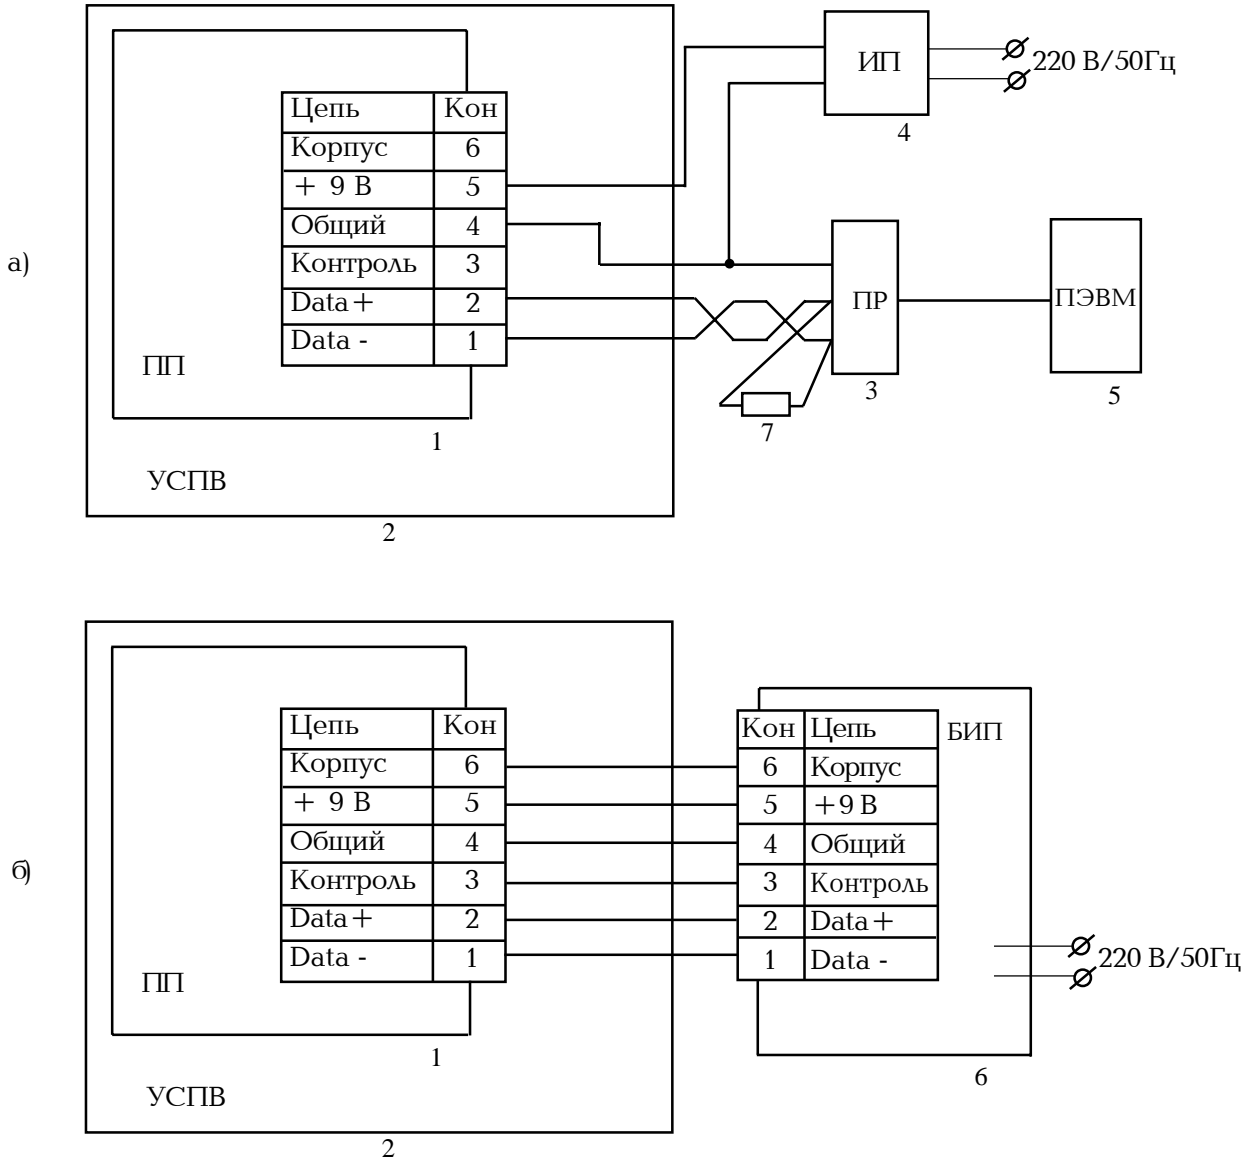 а)
Цепь Кон
Корпус 6
+ 9 В 5
Общий 4
Контроль 3
Data+ 2
Data - 1
ПП
1
УСПВ
2
ИП
220 В/50Гц
4
ПР
3
ПЭВМ
5
7
б)
Цепь Кон
Корпус 6
+ 9 В 5
Общий 4
Контроль 3
Data+ 2
Data - 1
ПП
1
УСПВ
2
Кон Цепь
6 Корпус
5 +9 В
4 Общий
3 Контроль
2 Data+
1 Data -
БИП
220 В/50Гц
6